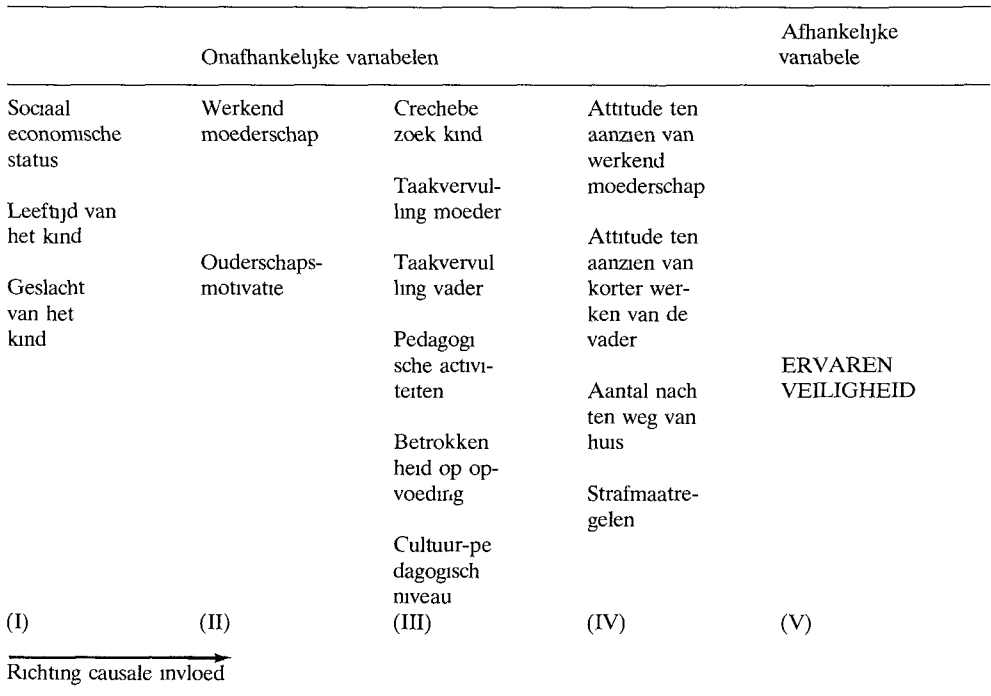 Onafhankelijke variabelen
Afhankelijke
variabele
Sociaal
economische
status
Leeftijd van
het kind
Geslacht
van het
kind
(I)
Werkend
moederschap
Ouderschaps-
motivatie
(II)
Crechebe
zoek kind
Taakvervul-
ling moeder
Taakvervul
ling vader
Pedagogi
sche activi-
teiten
Betrokken
heid op op-
voeding
Cultuur-pe
dagogisch
niveau
(III)
Attitude ten
aanzien van
werkend
moederschap
Attitude ten
aanzien van
korter wer-
ken van de
vader
Aantal nach
ten weg van
huis
Strafmaatre-
gelen
(IV)
ERVAREN
VEILIGHEID
(V)
Richting causale invloed